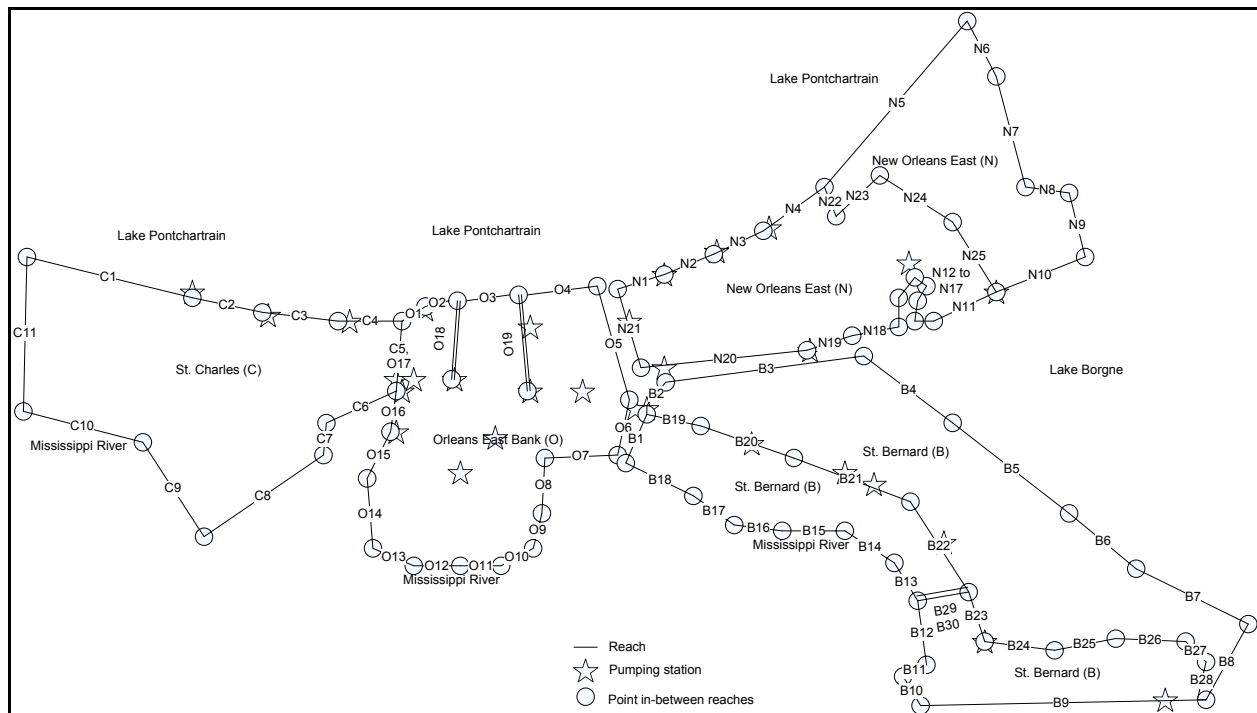 Lake Pontchartrain
N6
N5
N7
New Orleans East (N)
N8
N23
N24
N22
N4
N9
Lake Pontchartrain
Lake Pontchartrain
N3
N25
N10
N2
N12 to
N17
N1
New Orleans East (N)
C1
C2
C3
C4
O1
O2
O3
O4
N11
N18
N21
N19
C11
O18
O19
O5
C5,
O17
N20
B3
St. Charles (C)
Lake Borgne
B2
B4
C6
O16
O6
B19
C10
Mississippi River
C7
Orleans East Bank (O)
B1
B20
St. Bernard (B)
O7
O15
B18
B21
B5
St. Bernard (B)
C9
C8
O8
B17
O14
O9
B16
B15
Mississippi River
B22
B6
O13
O12
O11
O10
Mississippi River
B14
B13
B7
B29
B30
B23
B12
Reach
B24
B25
B26
B27
B8
Pumping station
B11
St. Bernard (B)
B28
Point in-between reaches
B10
B9